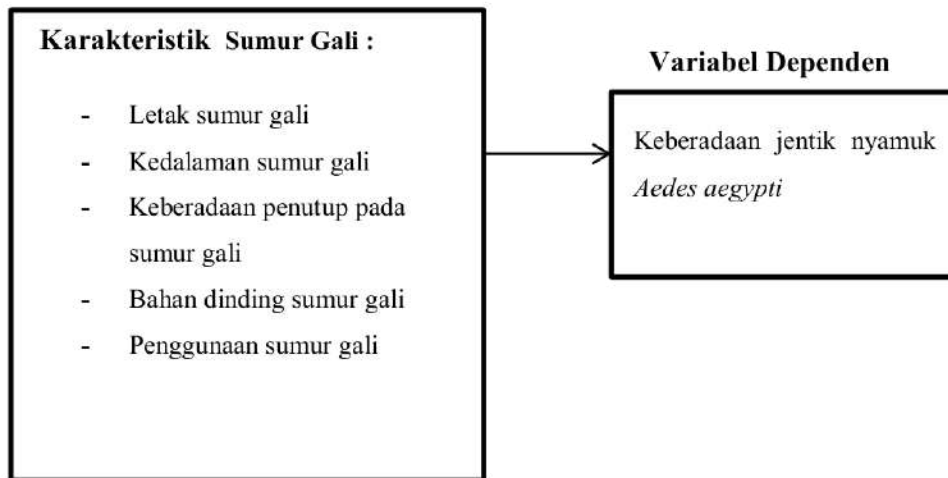 Karakteristik Sumur Gali :
- Letak sumur gali
- Kedalaman sumur gali
- Keberadaan penutup pada
sumur gali
- Bahan dinding sumur gali
- Penggunaan sumur gali
Variabel Dependen
Keberadaan jentik nyamuk
Aedes aegypti